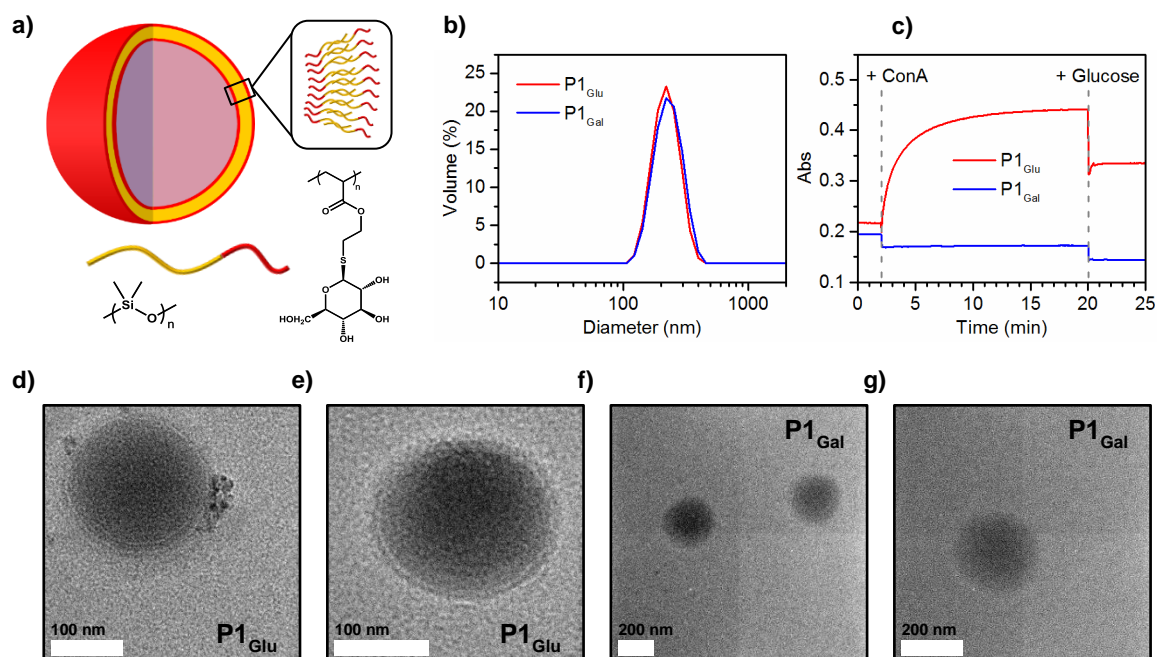 a)
b)
c)
Si
O
n
n
O
O
S
O
OH
HOH₂C
OH
OH
P1Glu
P1Gal
Volume (%)
25
20
15
10
5
0
10
100
1000
Diameter (nm)
+ ConA
+ Glucose
P1Glu
P1Gal
Abs
0.5
0.4
0.3
0.2
0.1
0
5
10
15
20
25
Time (min)
d)
e)
f)
g)
100 nm
P1Glu
100 nm
P1Glu
P1Gal
200 nm
P1Gal
200 nm